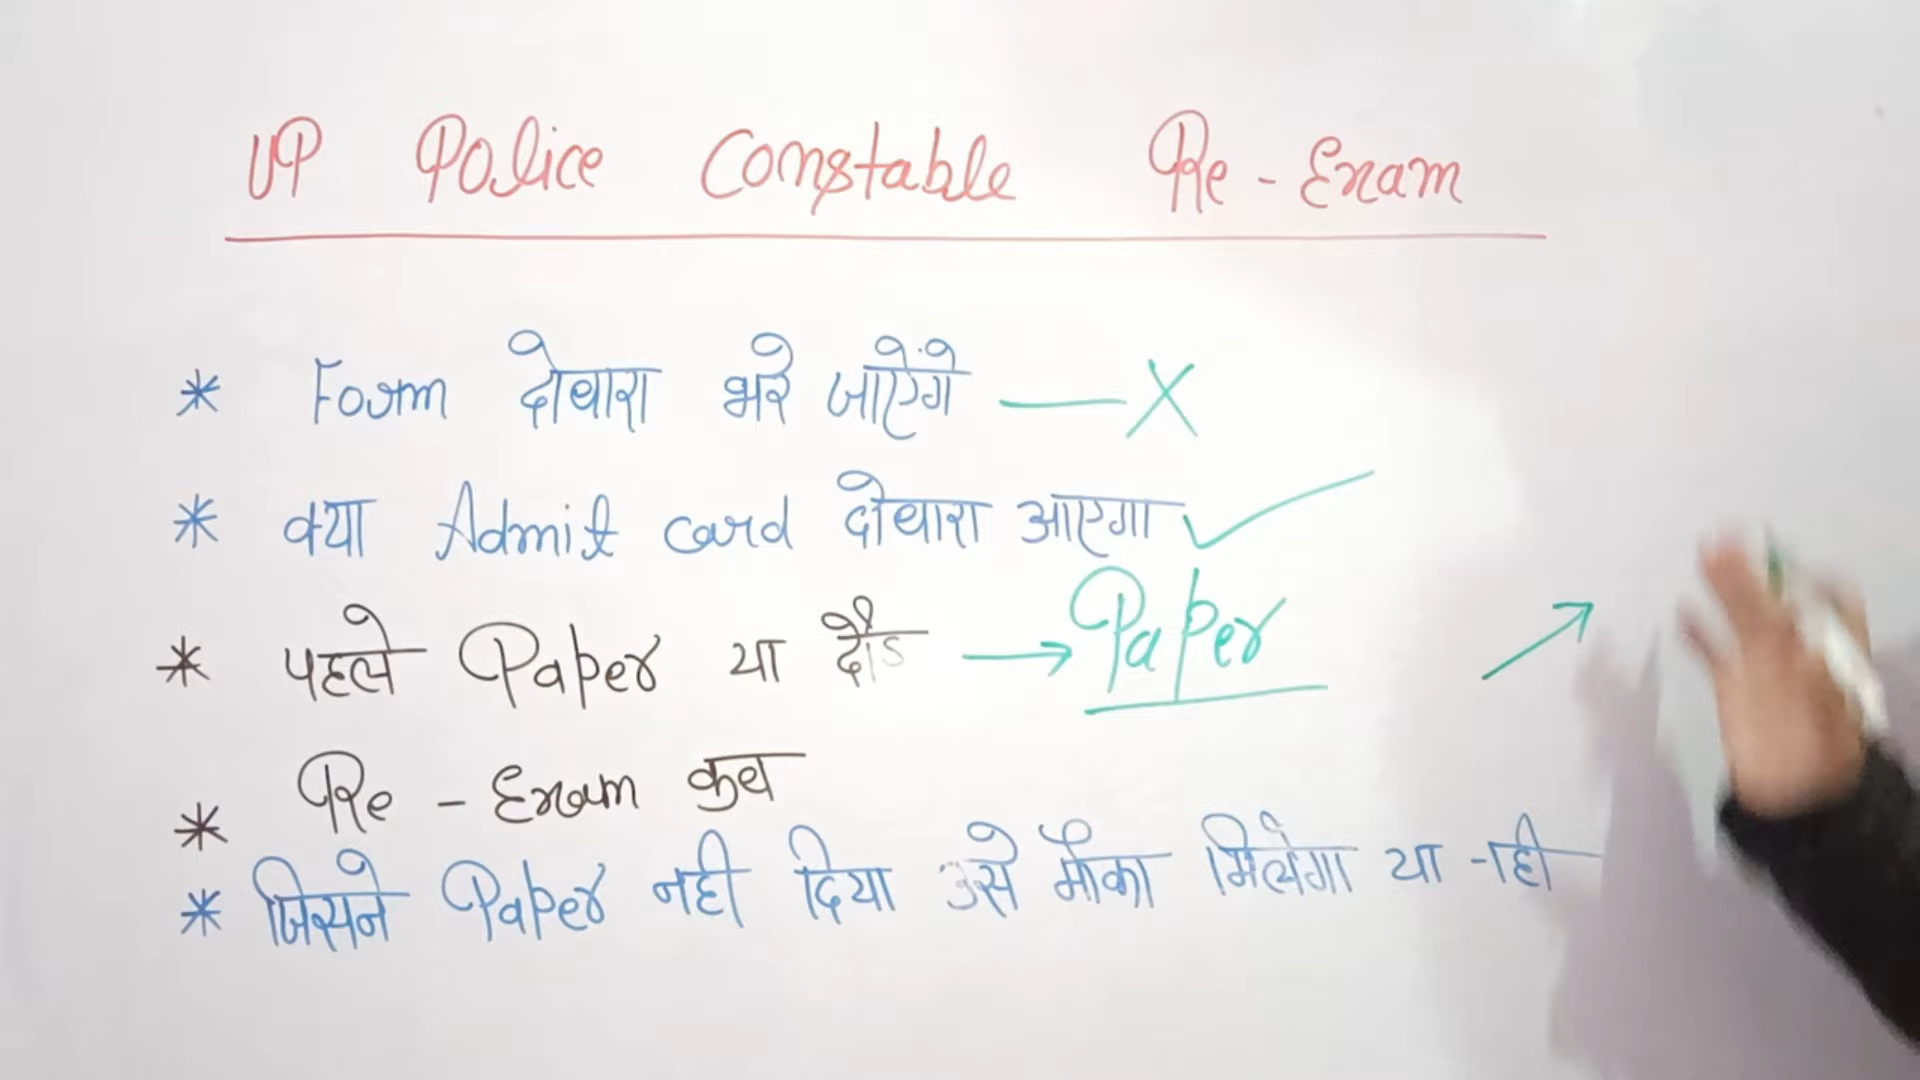 UP Police Constable Re - Exam
* Form दोबारा भरे जाऐंगे — X
* क्या Admit card दोबारा आएगा ✓
* पहले Paper या दौड → Paper
* Re - Exam कब
* जिसने Paper नही दिया उसे मौका मिलेगा या नही